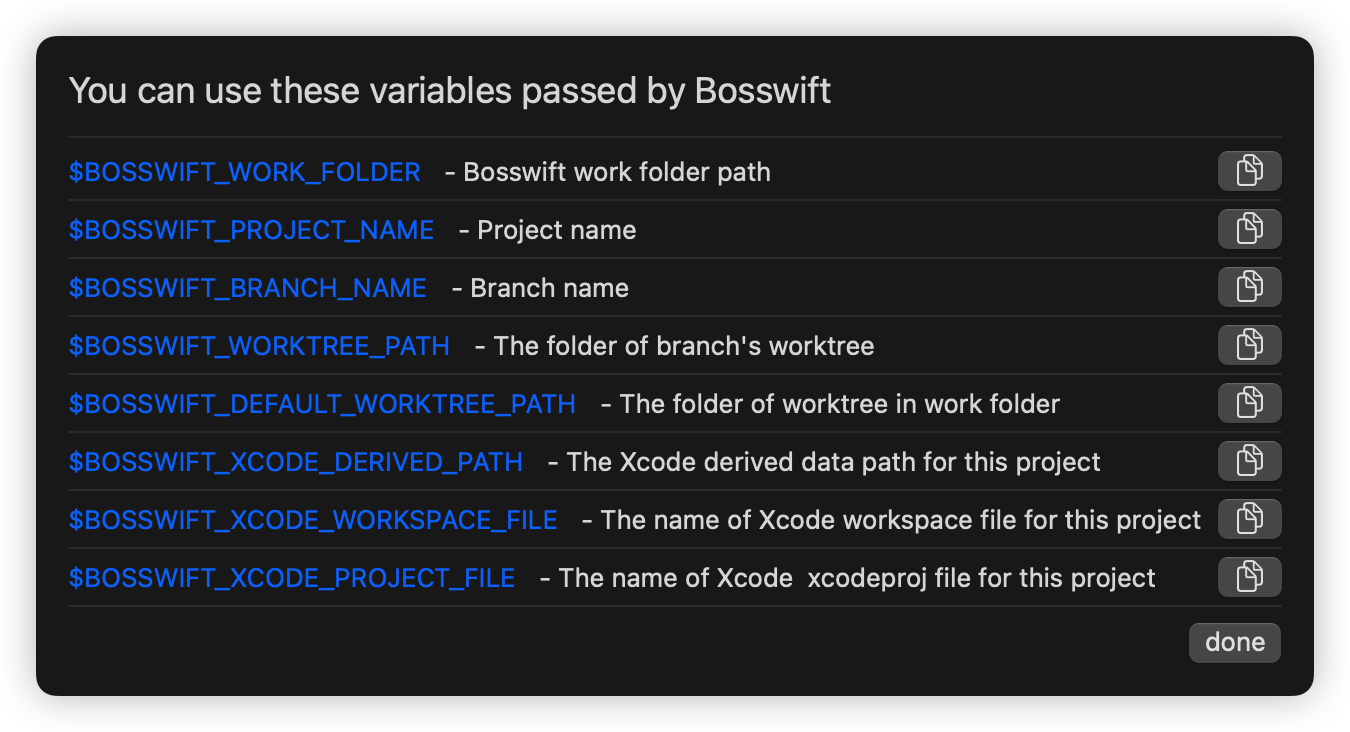 You can use these variables passed by Bosswift
$BOSSWIFT_WORK_FOLDER - Bosswift work folder path
$BOSSWIFT_PROJECT_NAME - Project name
$BOSSWIFT_BRANCH_NAME - Branch name
$BOSSWIFT_WORKTREE_PATH - The folder of branch's worktree
$BOSSWIFT_DEFAULT_WORKTREE_PATH - The folder of worktree in work folder
$BOSSWIFT_XCODE_DERIVED_PATH - The Xcode derived data path for this project
$BOSSWIFT_XCODE_WORKSPACE_FILE - The name of Xcode workspace file for this project
$BOSSWIFT_XCODE_PROJECT_FILE - The name of Xcode  xcodeproj file for this project
done